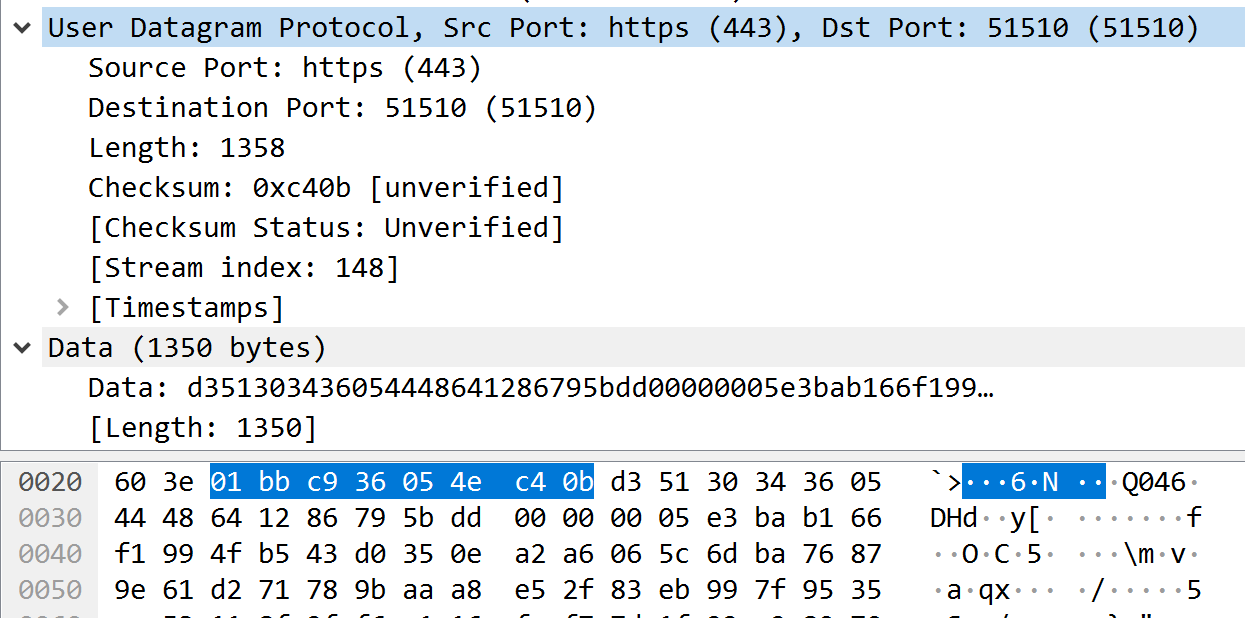 User Datagram Protocol, Src Port: https (443), Dst Port: 51510 (51510)
Source Port: https (443)
Destination Port: 51510 (51510)
Length: 1358
Checksum: 0xc40b [unverified]
[Checksum Status: Unverified]
[Stream index: 148]
[Timestamps]
Data (1350 bytes)
Data: d351303436054448641286795bdd00000005e3bab166f199…
[Length: 1350]
0020 60 3e 01 bb c9 36 05 4e c4 0b d3 51 30 34 36 05 `>···6·N ···Q046·
0030 44 48 64 12 86 79 5b dd 00 00 00 05 e3 ba b1 66 DHd··y[· ·······f
0040 f1 99 4f b5 43 d0 35 0e a2 a6 06 5c 6d ba 76 87 ··O·C·5· ···\m·v·
0050 9e 61 d2 71 78 9b aa a8 e5 2f 83 eb 99 7f 95 35 ·a·qx··· ·/·····5